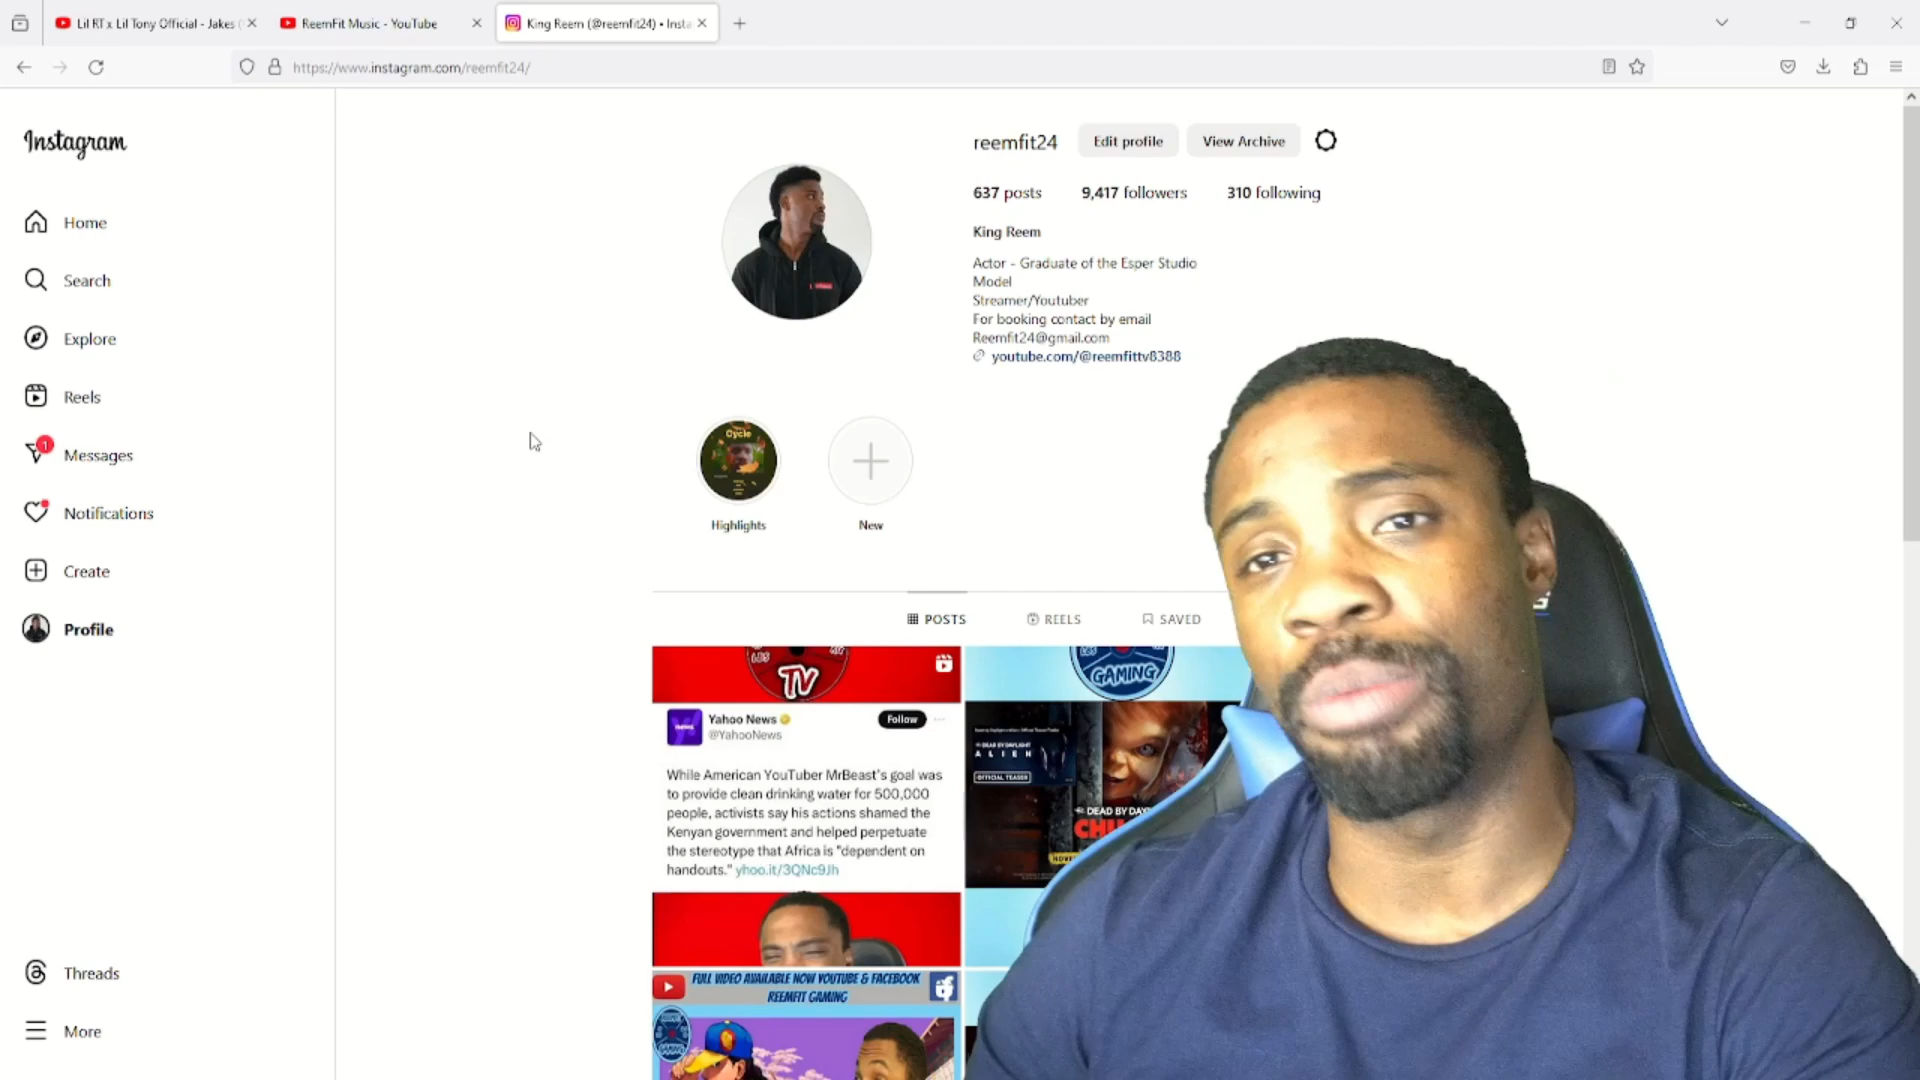 Lil RT x Lil Tony Official - Jakes (
ReemFit Music - YouTube
King Reem (@reemfit24) • Insta
https://www.instagram.com/reemfit24/
Instagram
reemfit24
Edit profile
View Archive
637 posts
9,417 followers
310 following
King Reem
Actor - Graduate of the Esper Studio
Model
Streamer/Youtuber
For booking contact by email
Reemfit24@gmail.com
youtube.com/@reemfittv8388
Home
Search
Explore
Reels
1
Messages
Notifications
Create
Profile
Threads
More
Cycle
Highlights
New
POSTS
REELS
SAVED
TV
Yahoo News
@YahooNews
Follow
While American YouTuber MrBeast's goal was
to provide clean drinking water for 500,000
people, activists say his actions shamed the
Kenyan government and helped perpetuate
the stereotype that Africa is "dependent on
handouts." yhoo.it/3QNc9Jh
GAMING
DEAD BY DAYLIGHT
ALIEN
OFFICIAL TEASER
DEAD BY DAY
CHU
FULL VIDEO AVAILABLE NOW YOUTUBE & FACEBOOK
REEMFIT GAMING
GAMING